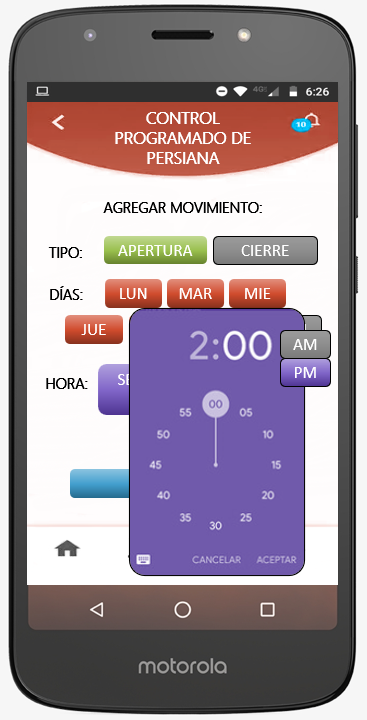 4G
6:26
CONTROL
PROGRAMADO DE
PERSIANA
10
AGREGAR MOVIMIENTO:
TIPO:
APERTURA
CIERRE
DÍAS:
LUN
MAR
MIE
JUE
2:00
AM
PM
HORA:
00
55
05
50
10
45
15
40
20
35
25
30
CANCELAR
ACEPTAR
motorola